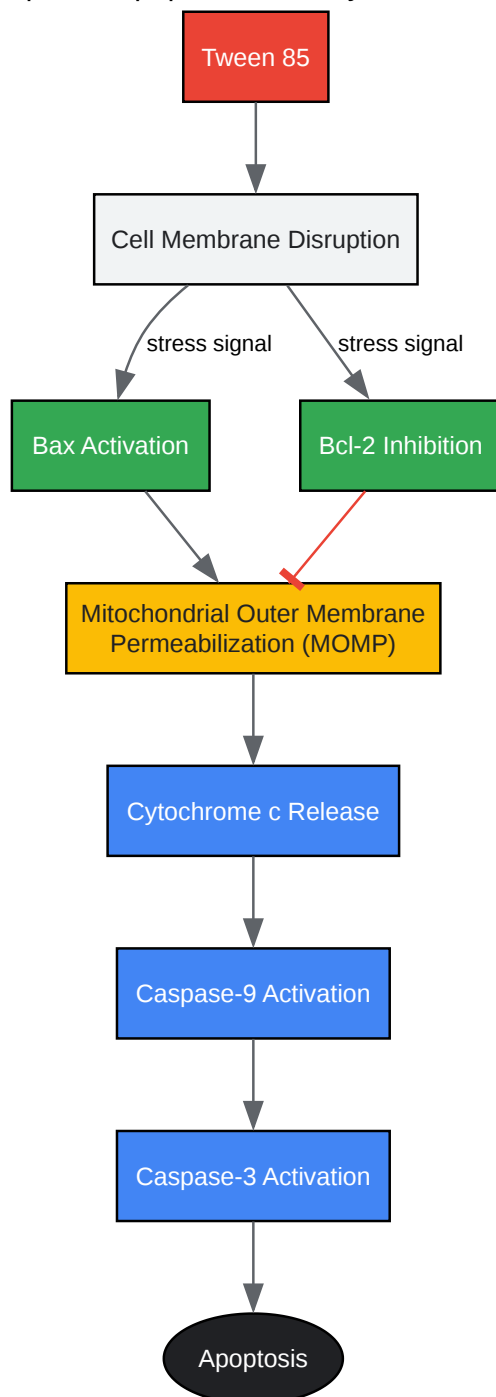 Tween 85
Cell Membrane Disruption
stress signal
stress signal
Bax Activation
Bcl-2 Inhibition
Mitochondrial Outer Membrane
Permeabilization (MOMP)
Cytochrome c Release
Caspase-9 Activation
Caspase-3 Activation
Apoptosis